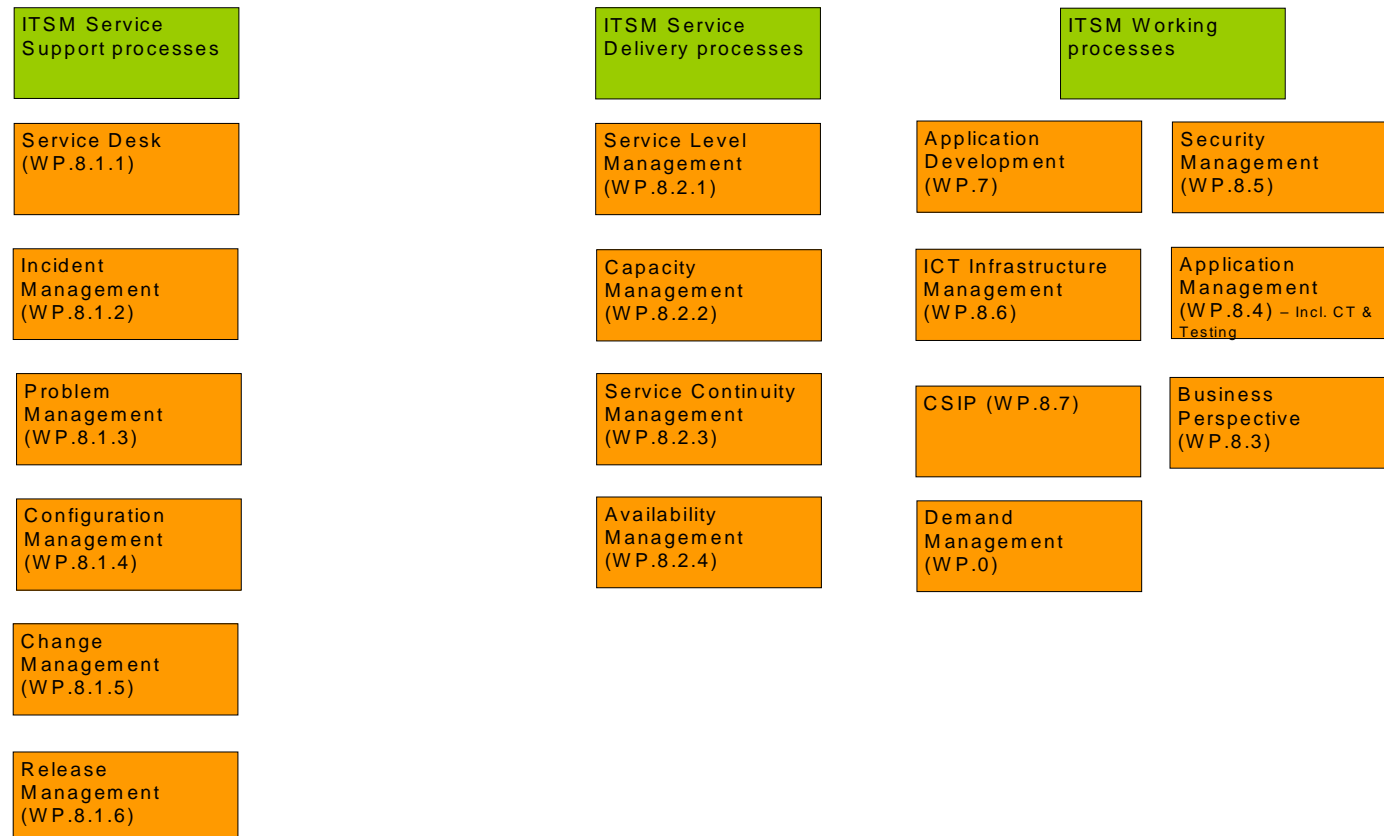 ITSM Service
Support processes
Service Desk
(WP.8.1.1)
Incident
Management
(WP.8.1.2)
Problem
Management
(WP.8.1.3)
Configuration
Management
(WP.8.1.4)
Change
Management
(WP.8.1.5)
Release
Management
(WP.8.1.6)
ITSM Service
Delivery processes
Service Level
Management
(WP.8.2.1)
Capacity
Management
(WP.8.2.2)
Service Continuity
Management
(WP.8.2.3)
Availability
Management
(WP.8.2.4)
ITSM Working
processes
Application
Development
(WP.7)
Security
Management
(WP.8.5)
ICT Infrastructure
Management
(WP.8.6)
Application
Management
(WP.8.4) – Incl. CT &
Testing
CSIP (WP.8.7)
Business
Perspective
(WP.8.3)
Demand
Management
(WP.0)